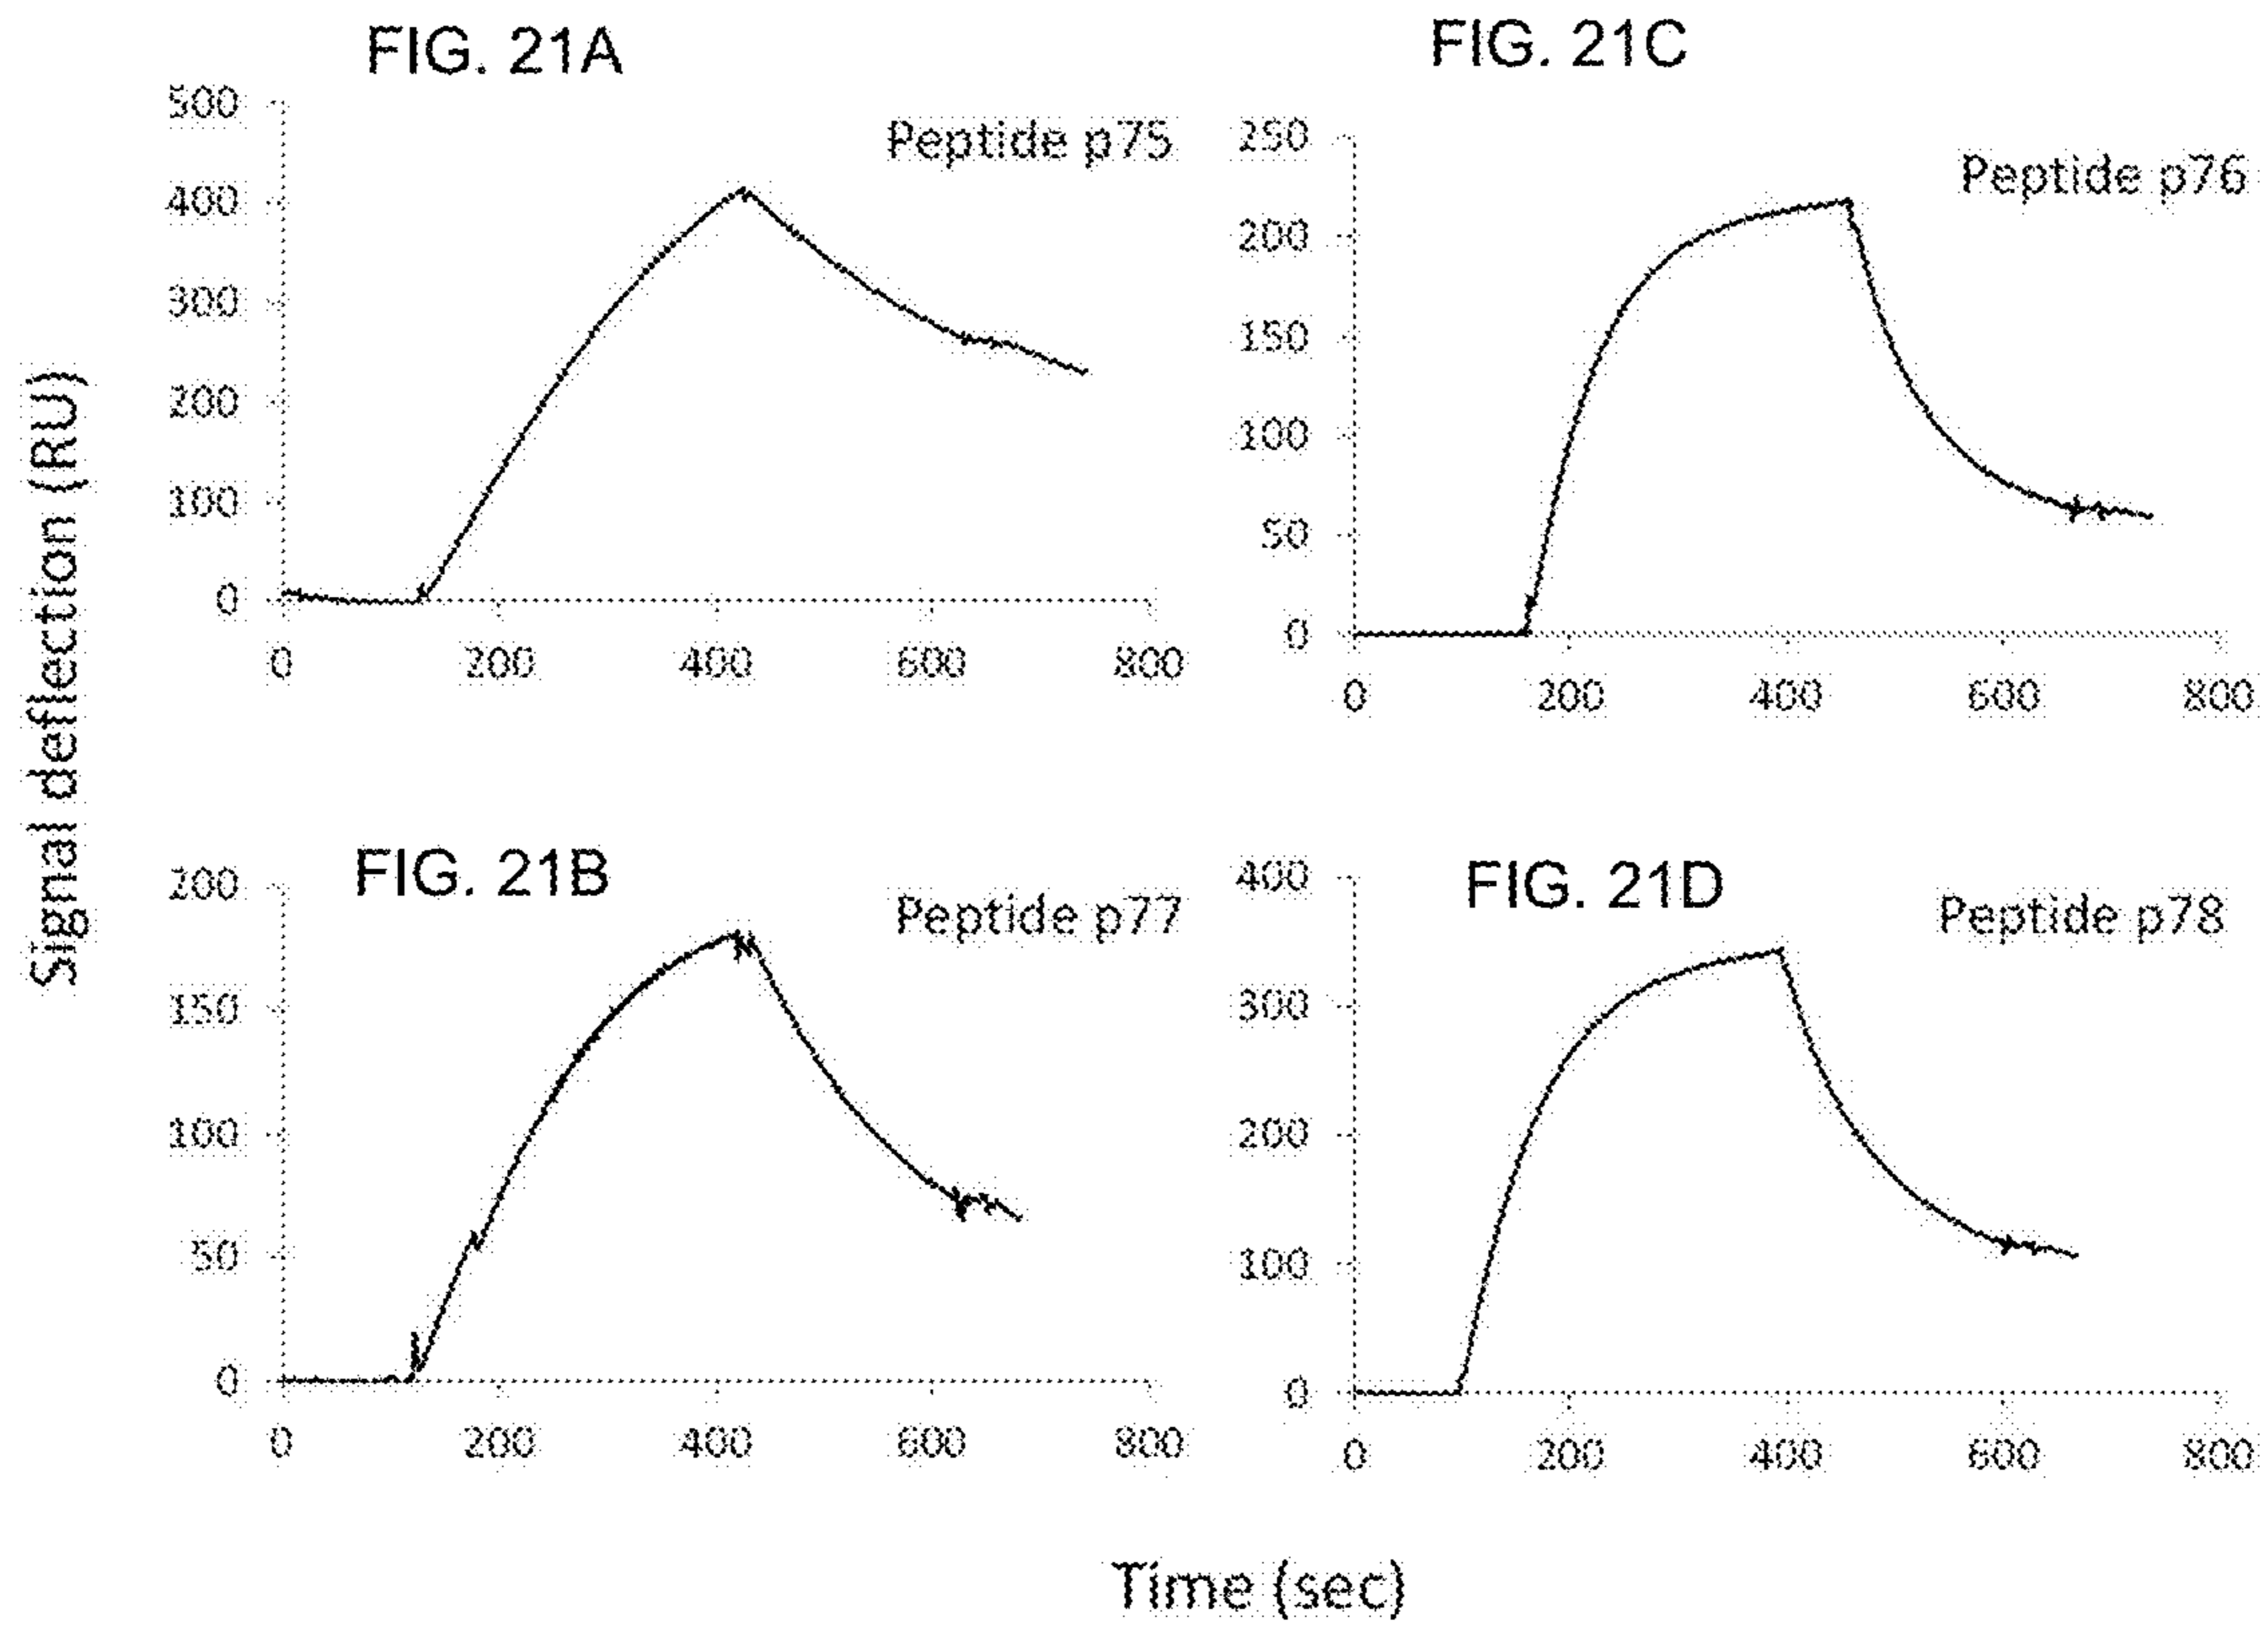 FIG. 21A
Peptide p75
500
400
300
200
100
0
0 200 400 600 800
FIG. 21C
Peptide p76
250
200
150
100
50
0
0 200 400 600 800
Signal deflection (RU)
FIG. 21B
Peptide p77
200
150
100
50
0
0 200 400 600 800
FIG. 21D
Peptide p78
400
300
200
100
0
0 200 400 600 800
Time (sec)